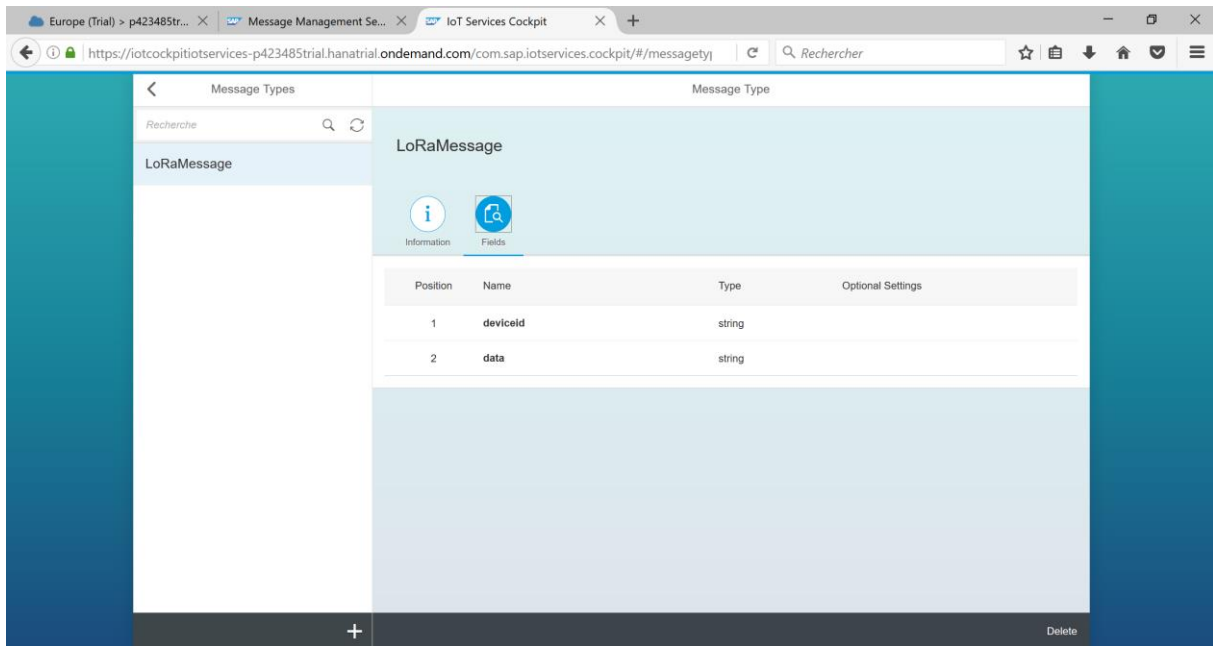 Europe (Trial) > p423485tr... Message Management Se... IoT Services Cockpit
https://iotcockpitiotservices-p423485trial.hanatrial.ondemand.com/com.sap.iotservices.cockpit/#/messagetyp Rechercher
Message Types Message Type
Recherche
LoRaMessage
LoRaMessage
Information Fields
Position Name Type Optional Settings
1 deviceid string
2 data string
Delete